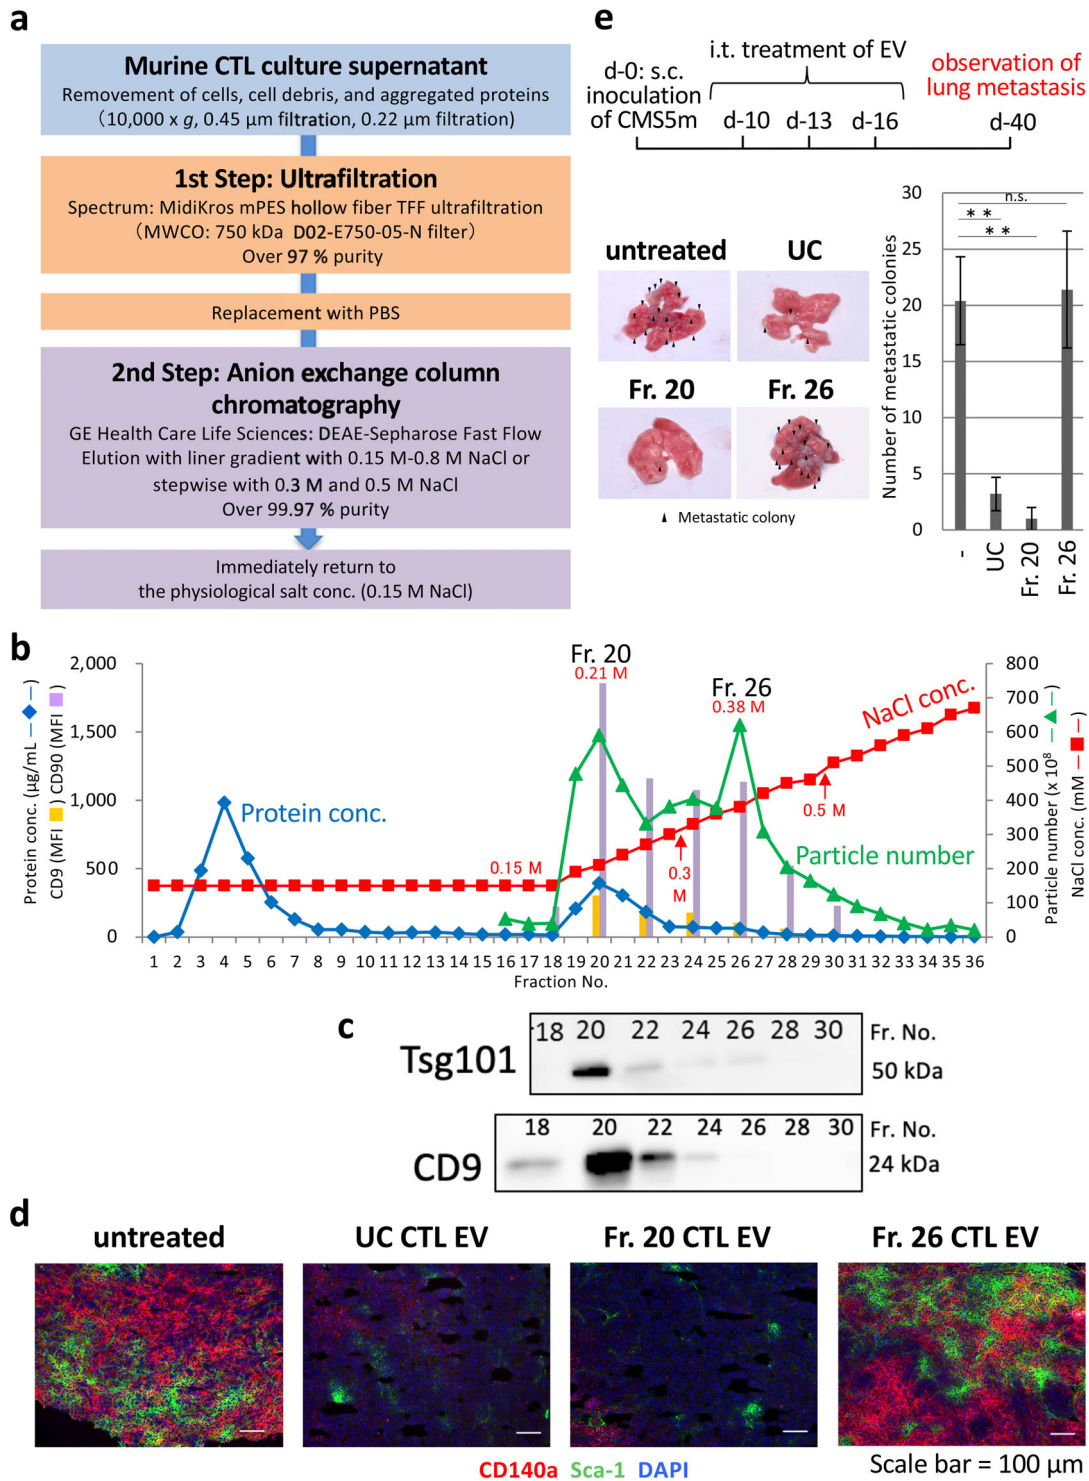 a
Murine CTL culture supernatant
Removement of cells, cell debris, and aggregated proteins
(10,000 x g, 0.45 μm filtration, 0.22 μm filtration)
1st Step: Ultrafiltration
Spectrum: MidiKros mPES hollow fiber TFF ultrafiltration
(MWCO: 750 kDa D02-E750-05-N filter)
Over 97 % purity
Replacement with PBS
2nd Step: Anion exchange column
chromatography
GE Health Care Life Sciences: DEAE-Sepharose Fast Flow
Elution with liner gradient with 0.15 M-0.8 M NaCl or
stepwise with 0.3 M and 0.5 M NaCl
Over 99.97 % purity
Immediately return to
the physiological salt conc. (0.15 M NaCl)
e
i.t. treatment of EV
d-0: s.c.
inoculation
of CMS5m
observation of
lung metastasis
d-10 d-13 d-16 d-40
untreated UC
Fr. 20 Fr. 26
Metastatic colony
Number of metastatic colonies
30
25
20
15
10
5
0
n.s.
* *
* *
- UC Fr. 20 Fr. 26
b
Protein conc. (μg/mL)
CD9 (MFI ) CD90 (MFI )
2,000
1,500
1,000
500
0
Fr. 20
0.21 M
Fr. 26
0.38 M
NaCl conc.
Protein conc.
0.15 M
0.3
M
0.5 M
Particle number
800
700
600
500
400
300
200
100
0
Particle number (x 10⁸ )
NaCl conc. (mM )
1 2 3 4 5 6 7 8 9 10 11 12 13 14 15 16 17 18 19 20 21 22 23 24 25 26 27 28 29 30 31 32 33 34 35 36
Fraction No.
c
18 20 22 24 26 28 30 Fr. No.
Tsg101 50 kDa
18 20 22 24 26 28 30 Fr. No.
CD9 24 kDa
d
untreated UC CTL EV Fr. 20 CTL EV Fr. 26 CTL EV
CD140a Sca-1 DAPI
Scale bar = 100 μm